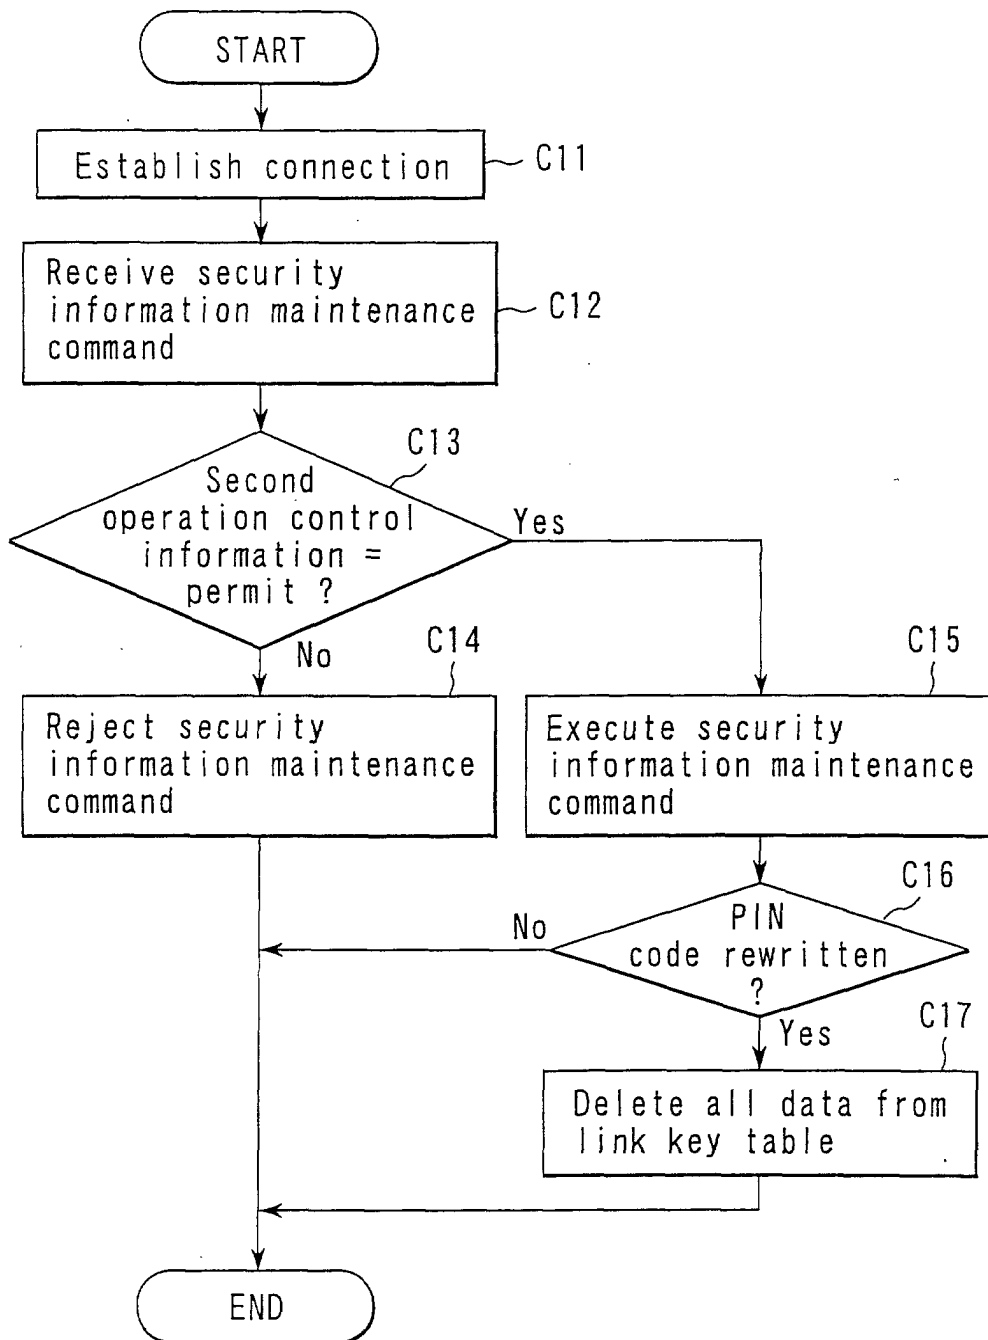 START
Establish connection
C11
Receive security
information maintenance
command
C12
C13
Second
operation control
information =
permit ?
Yes
No
C14
Reject security
information maintenance
command
C15
Execute security
information maintenance
command
C16
PIN
code rewritten
?
No
Yes
C17
Delete all data from
link key table
END